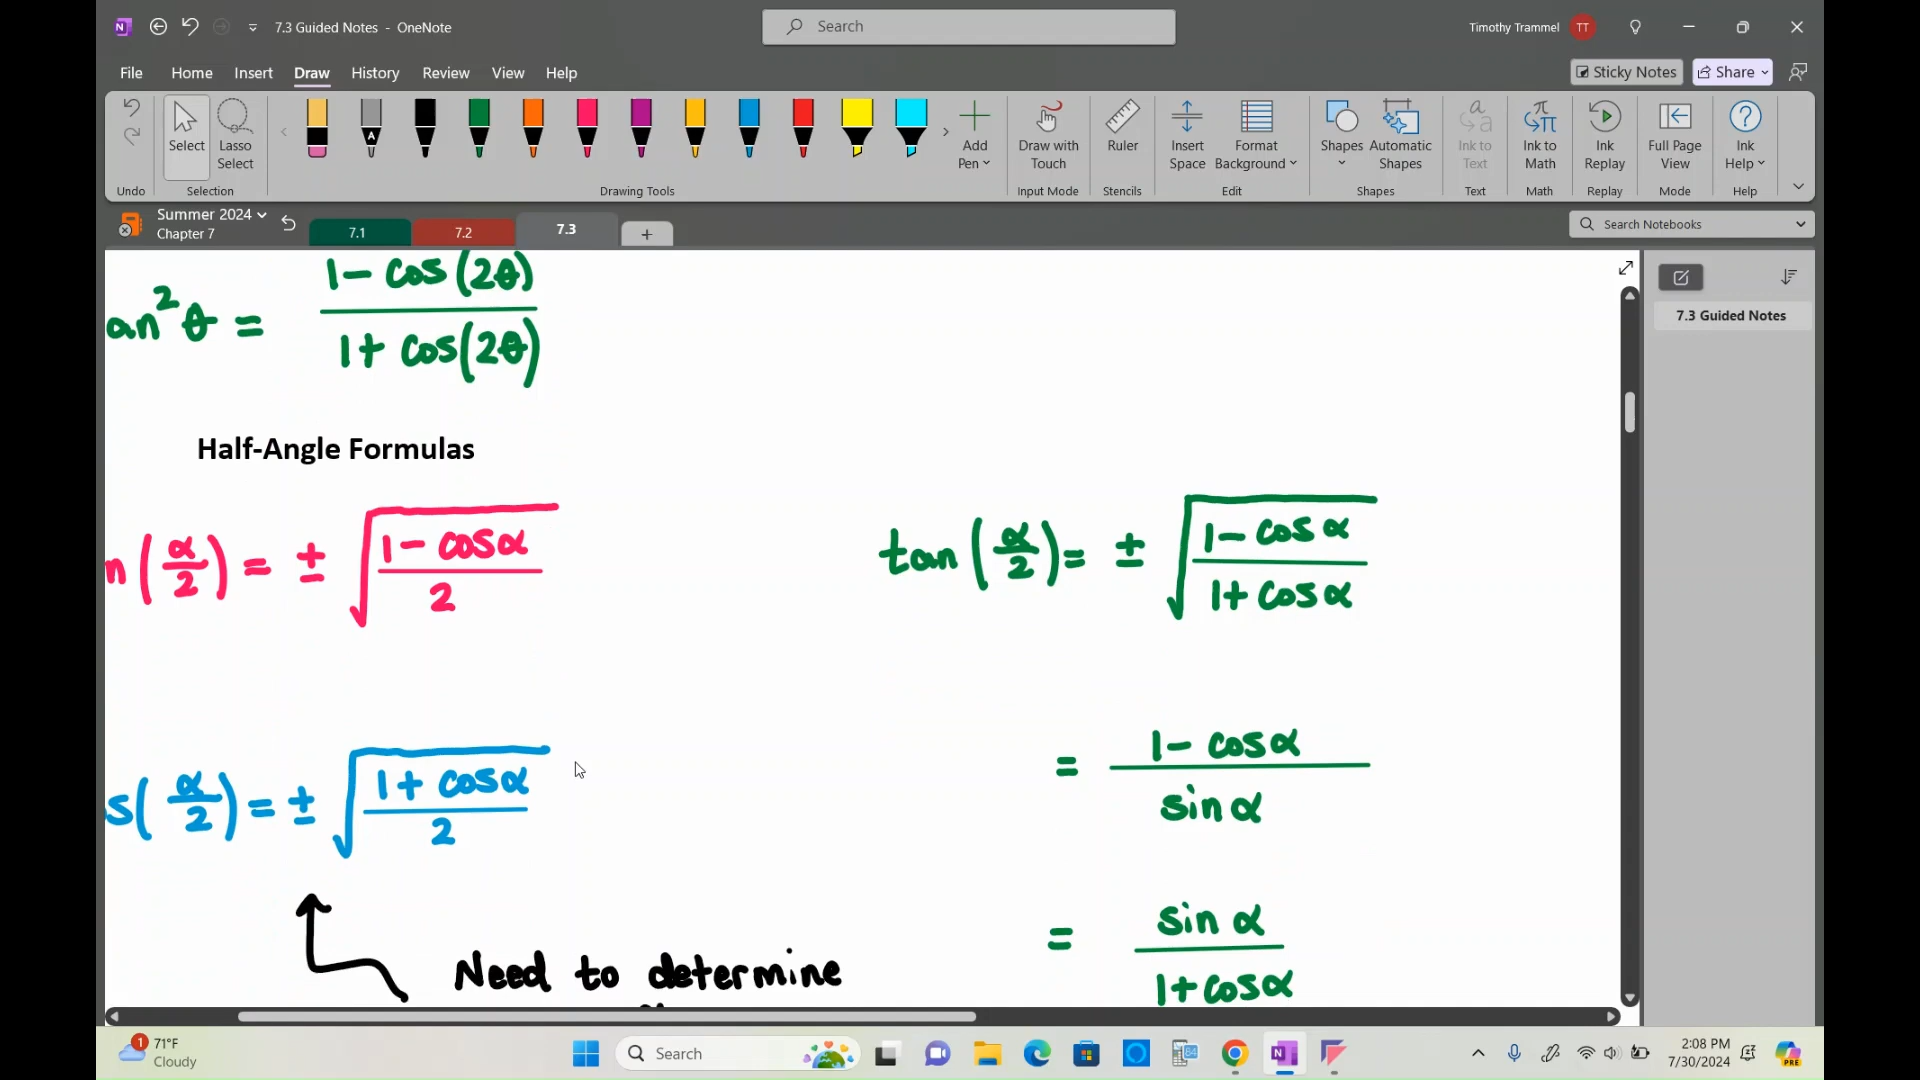 7.3 Guided Notes - OneNote
Search
Timothy Trammel TT
File Home Insert Draw History Review View Help
Sticky Notes Share
Select
Lasso Select
Add Pen
Draw with Touch
Ruler
Insert Space
Format Background
Shapes
Automatic Shapes
Ink to Text
Ink to Math
Ink Replay
Full Page View
Ink Help
Undo Selection Drawing Tools Input Mode Stencils Edit Shapes Text Math Replay Mode Help
Summer 2024
Chapter 7
7.1 7.2 7.3 +
Search Notebooks
7.3 Guided Notes
an²θ = (1 - cos(2θ)) / (1 + cos(2θ))
Half-Angle Formulas
n(α/2) = ± √((1 - cosα)/2)
tan(α/2) = ± √((1 - cosα)/(1 + cosα))
s(α/2) = ± √((1 + cosα)/2)
= (1 - cosα) / sinα
= sinα / (1 + cosα)
Need to determine
1
71°F
Cloudy
Search
84
2:08 PM
7/30/2024
PRE